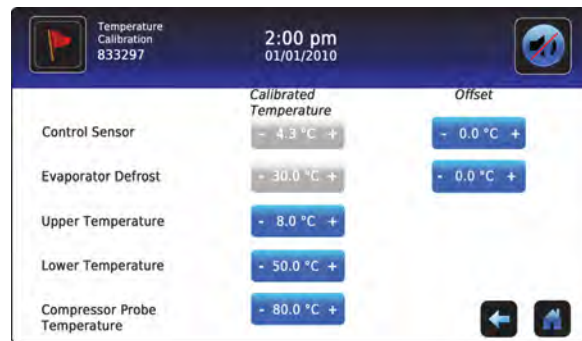 Temperature
Calibration
833297
2:00 pm
01/01/2010
Calibrated
Temperature
Offset
Control Sensor
- 4.3 °C +
- 0.0 °C +
Evaporator Defrost
- 30.0 °C +
- 0.0 °C +
Upper Temperature
- 8.0 °C +
Lower Temperature
- 50.0 °C +
Compressor Probe
Temperature
- 80.0 °C +